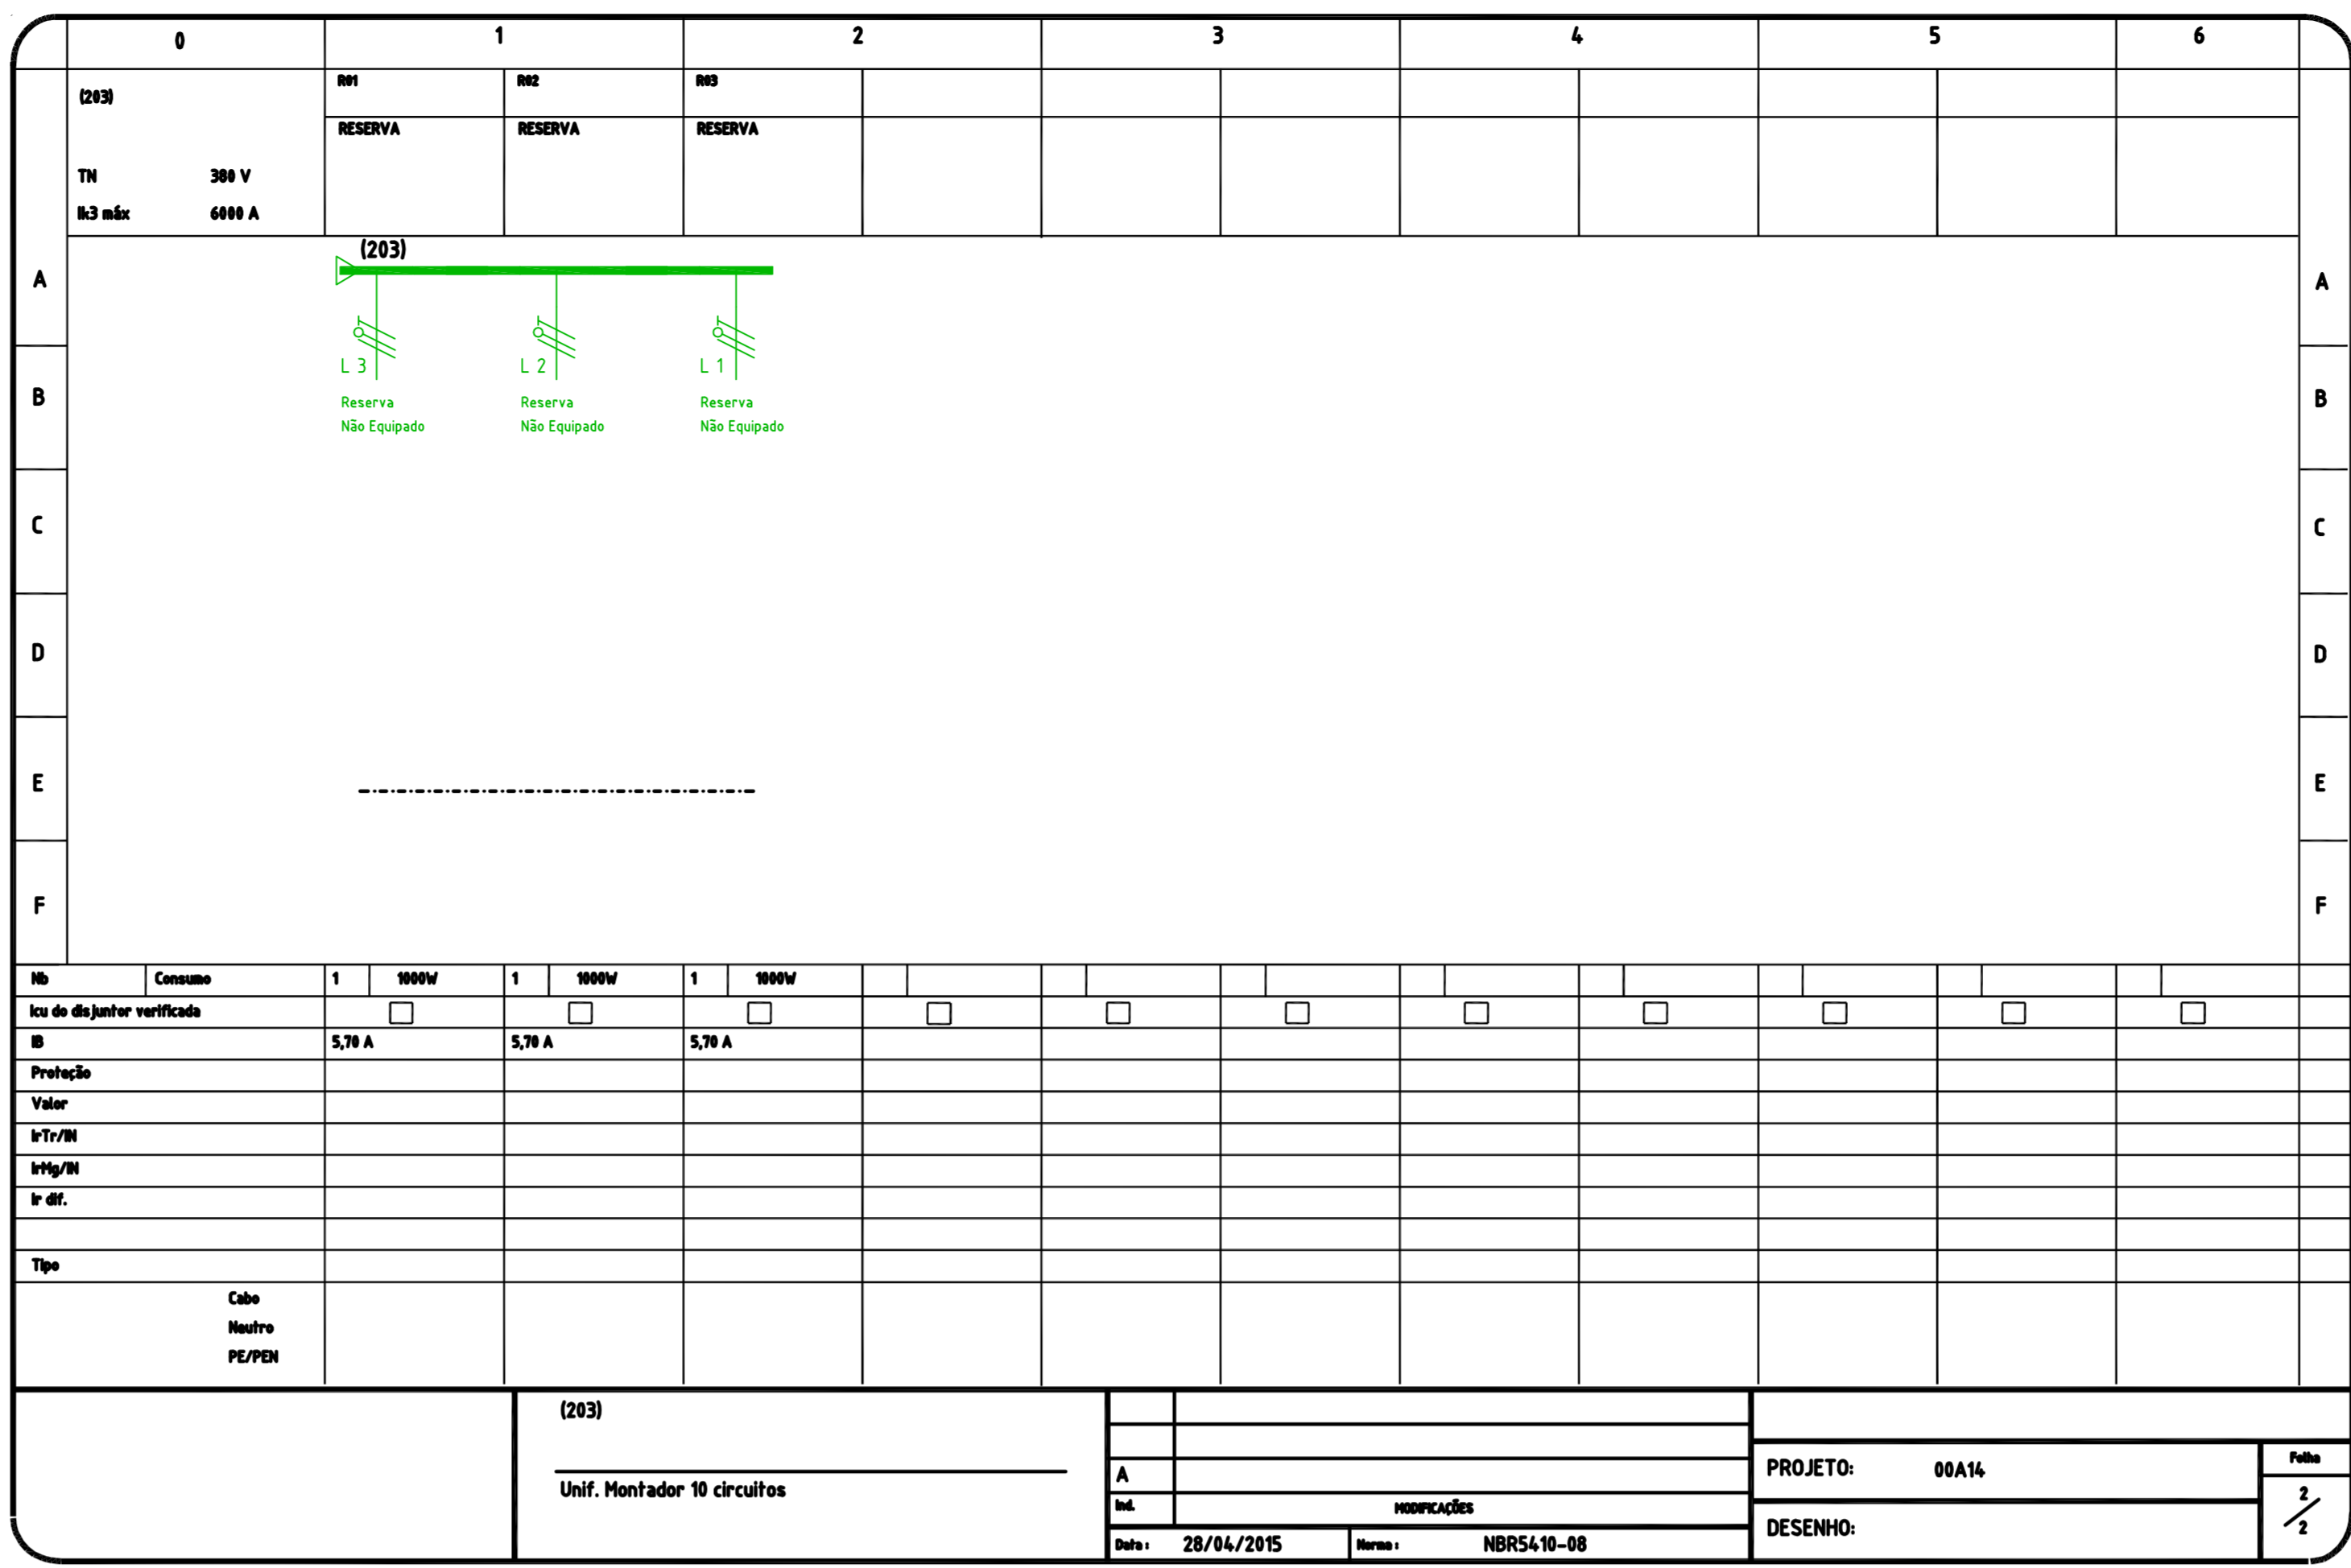 0 1 2 3 4 5 6
(203) R01 R02 R03
RESERVA RESERVA RESERVA
TN 380 V
Ik3 máx 6000 A
(203)
A A
L 3 L 2 L 1
B Reserva Reserva Reserva B
Não Equipado Não Equipado Não Equipado
C C
D D
E E
F F
Nb Consumo 1 1000W 1 1000W 1 1000W
Icu do disjuntor verificada
IB 5,70 A 5,70 A 5,70 A
Proteção
Valor
IrTr/IN
IrMg/IN
Ir dif.
Tipo
Cabo
Neutro
PE/PEN
(203)
Unif. Montador 10 circuitos
A
Ind. MODIFICAÇÕES
Data : 28/04/2015 Norma : NBR5410-08
PROJETO: 00A14
DESENHO:
Folha
2
2